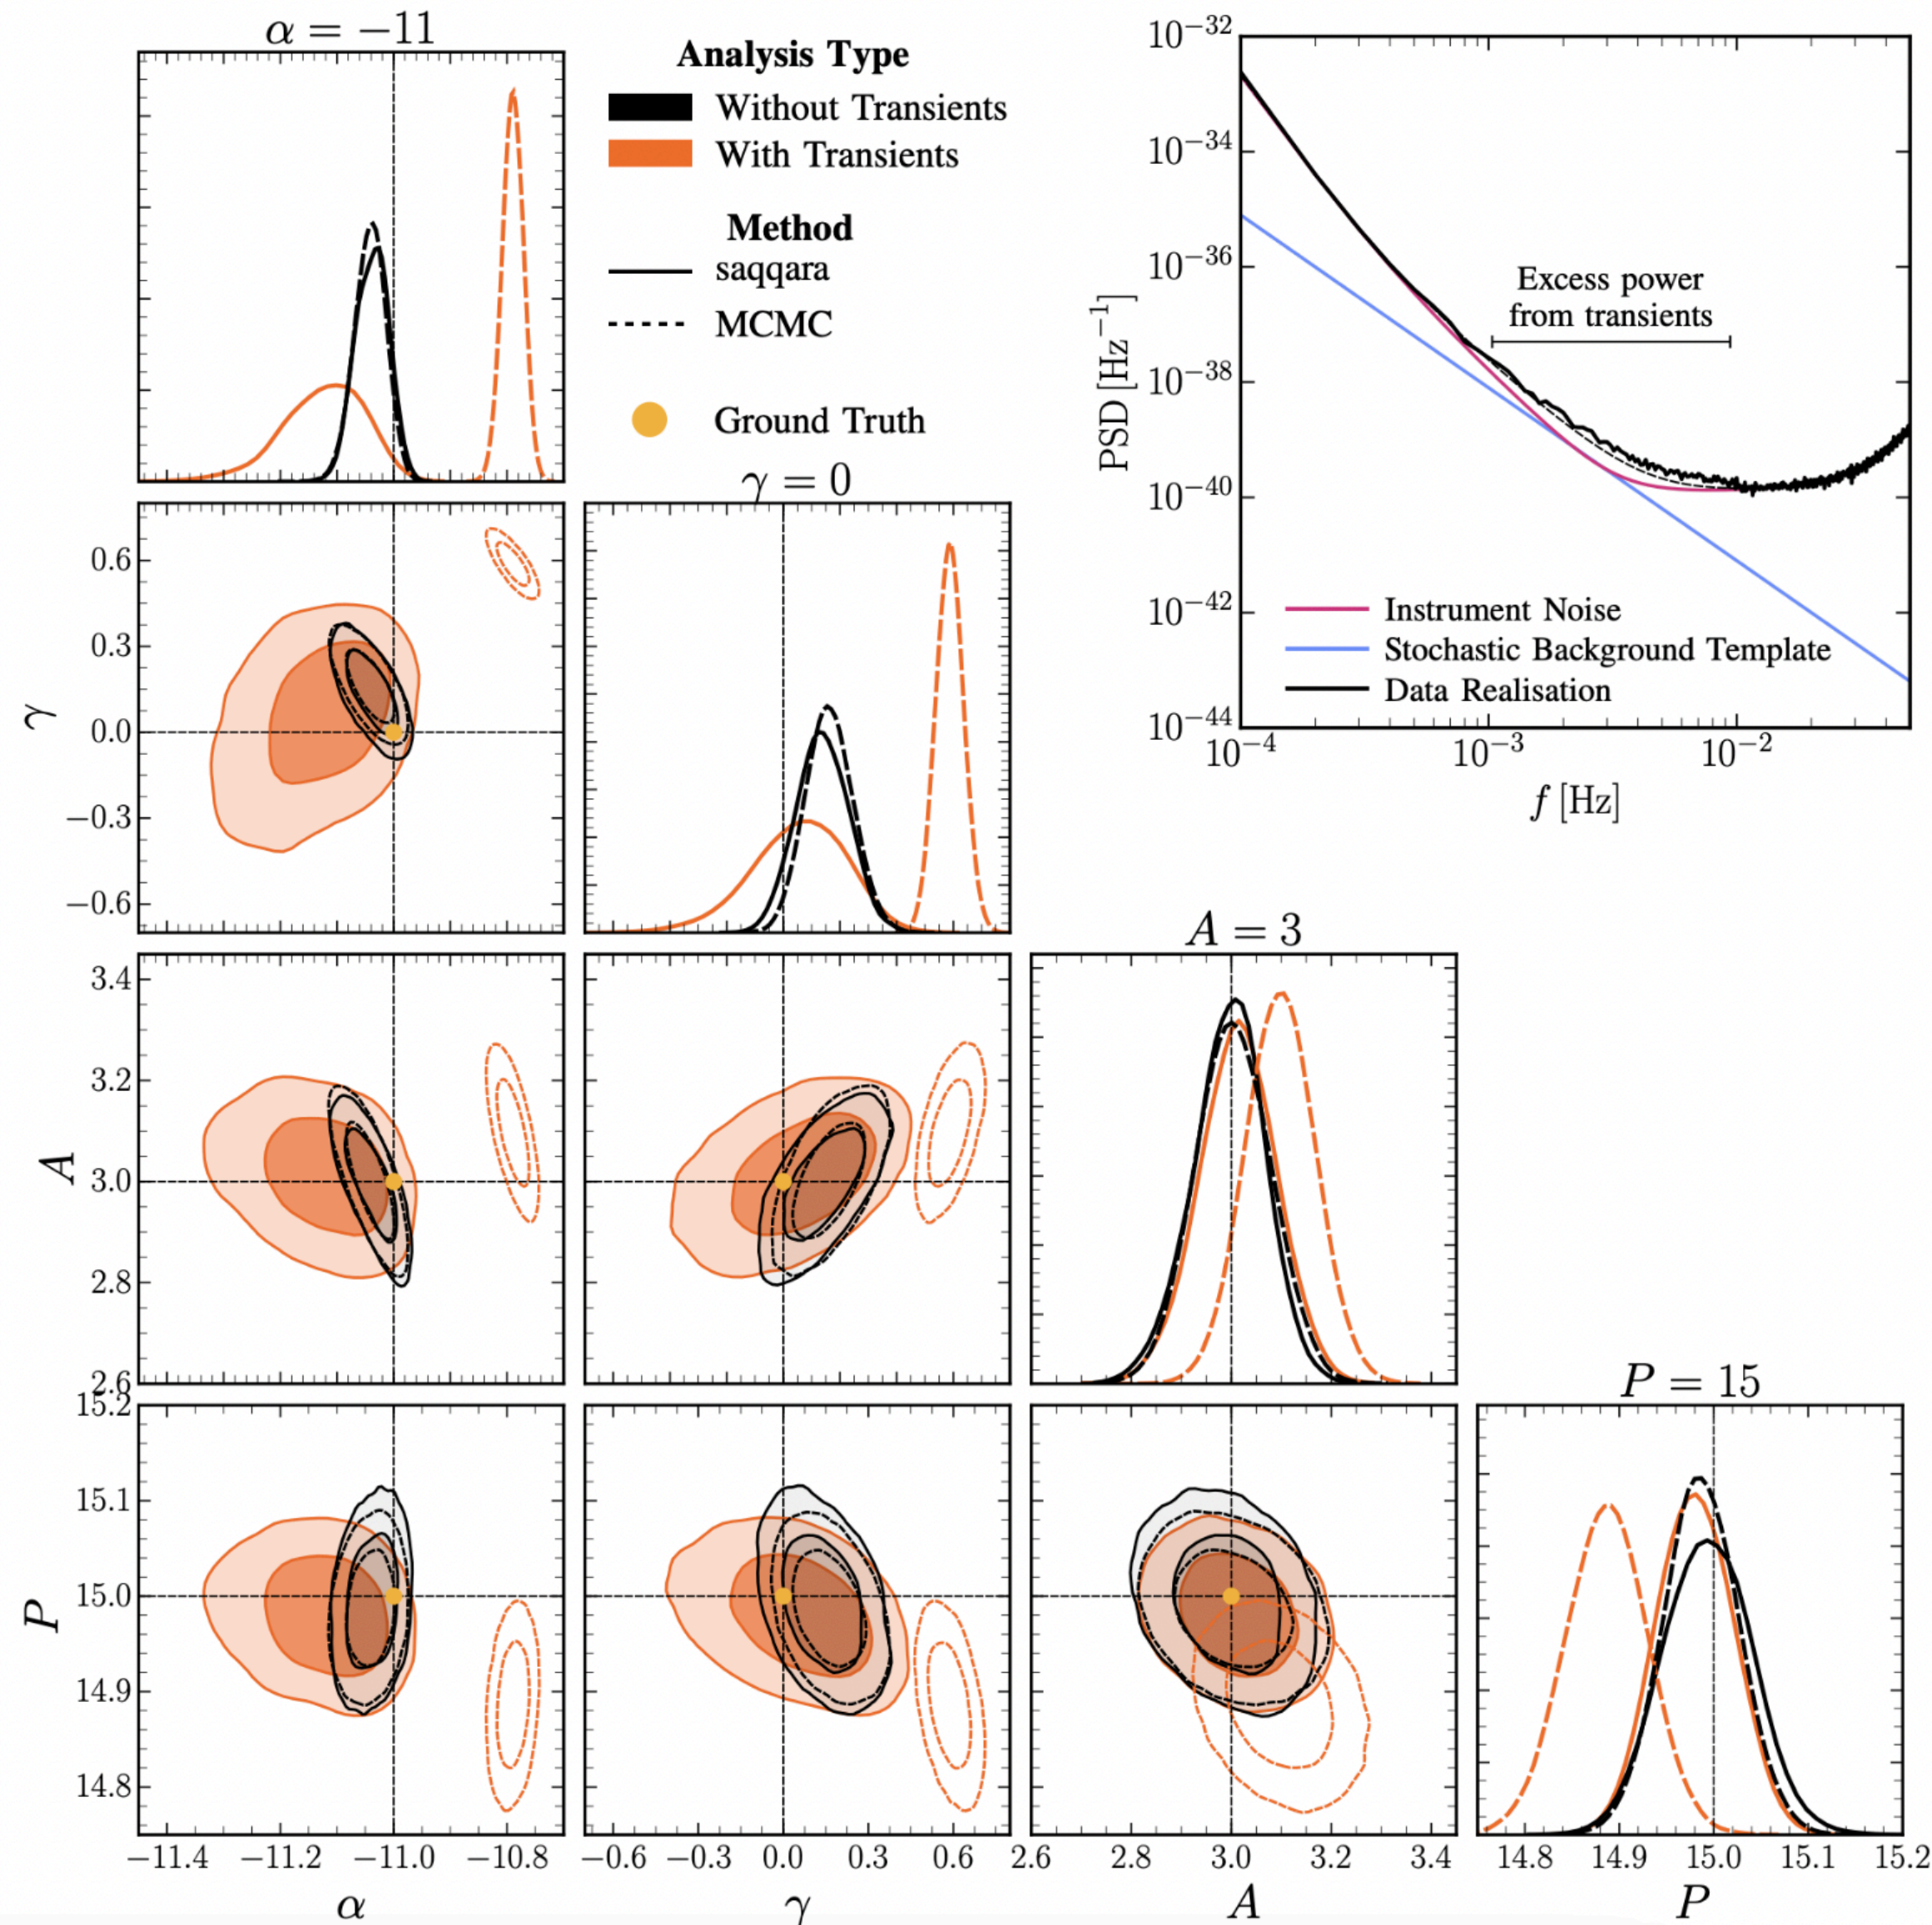 α = −11
Analysis Type
Without Transients
With Transients
Method
saqqara
MCMC
Ground Truth
10⁻³²
10⁻³⁴
10⁻³⁶
10⁻³⁸
10⁻⁴⁰
10⁻⁴²
10⁻⁴⁴
PSD [Hz⁻¹]
Excess power
from transients
Instrument Noise
Stochastic Background Template
Data Realisation
10⁻⁴ 10⁻³ 10⁻²
f [Hz]
γ = 0
0.6
0.3
0.0
−0.3
−0.6
γ
A = 3
3.4
3.2
3.0
2.8
2.6
A
P = 15
15.2
15.1
15.0
14.9
14.8
P
−11.4 −11.2 −11.0 −10.8
−0.6 −0.3 0.0 0.3 0.6
2.6 2.8 3.0 3.2 3.4
14.8 14.9 15.0 15.1 15.2
α
γ
A
P